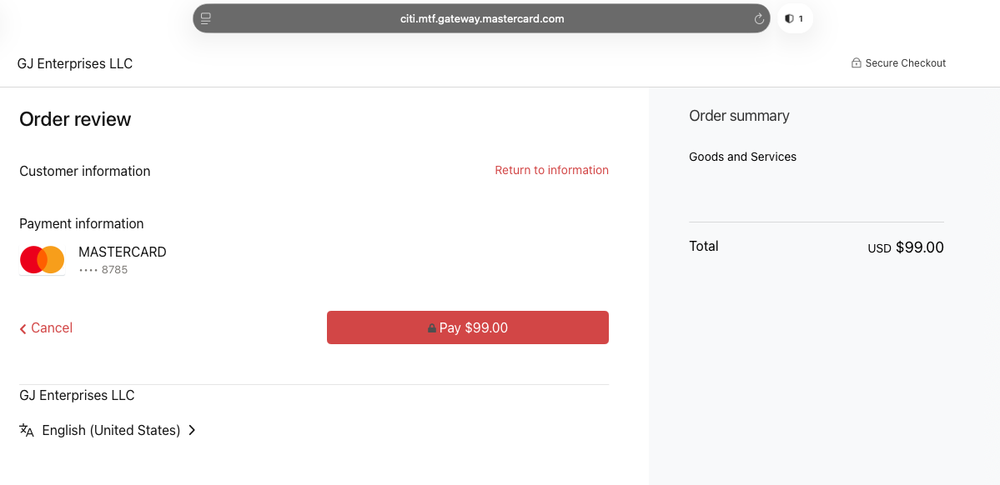 citi.mtf.gateway.mastercard.com
1
GJ Enterprises LLC
Secure Checkout
Order review
Customer information
Return to information
Payment information
MASTERCARD
•••• 8785
Cancel
Pay $99.00
GJ Enterprises LLC
English (United States)
Order summary
Goods and Services
Total
USD $99.00